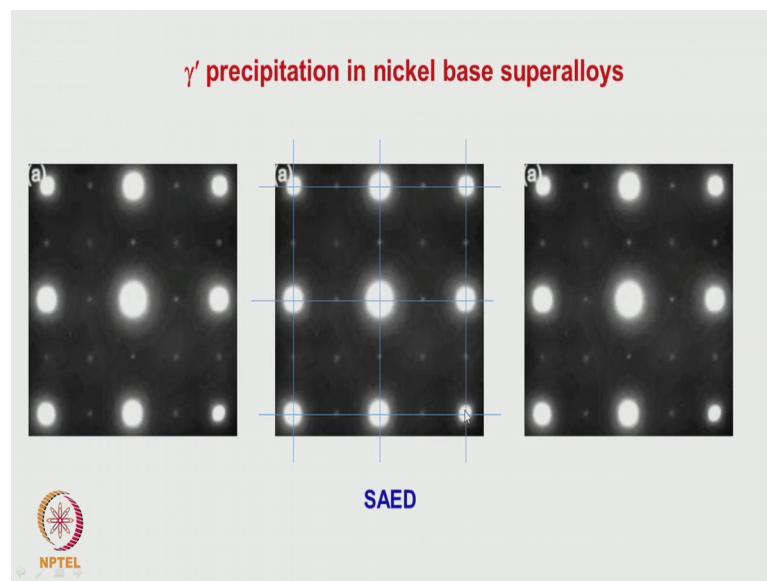 γ′ precipitation in nickel base superalloys
(a) (a) (a)
SAED
NPTEL